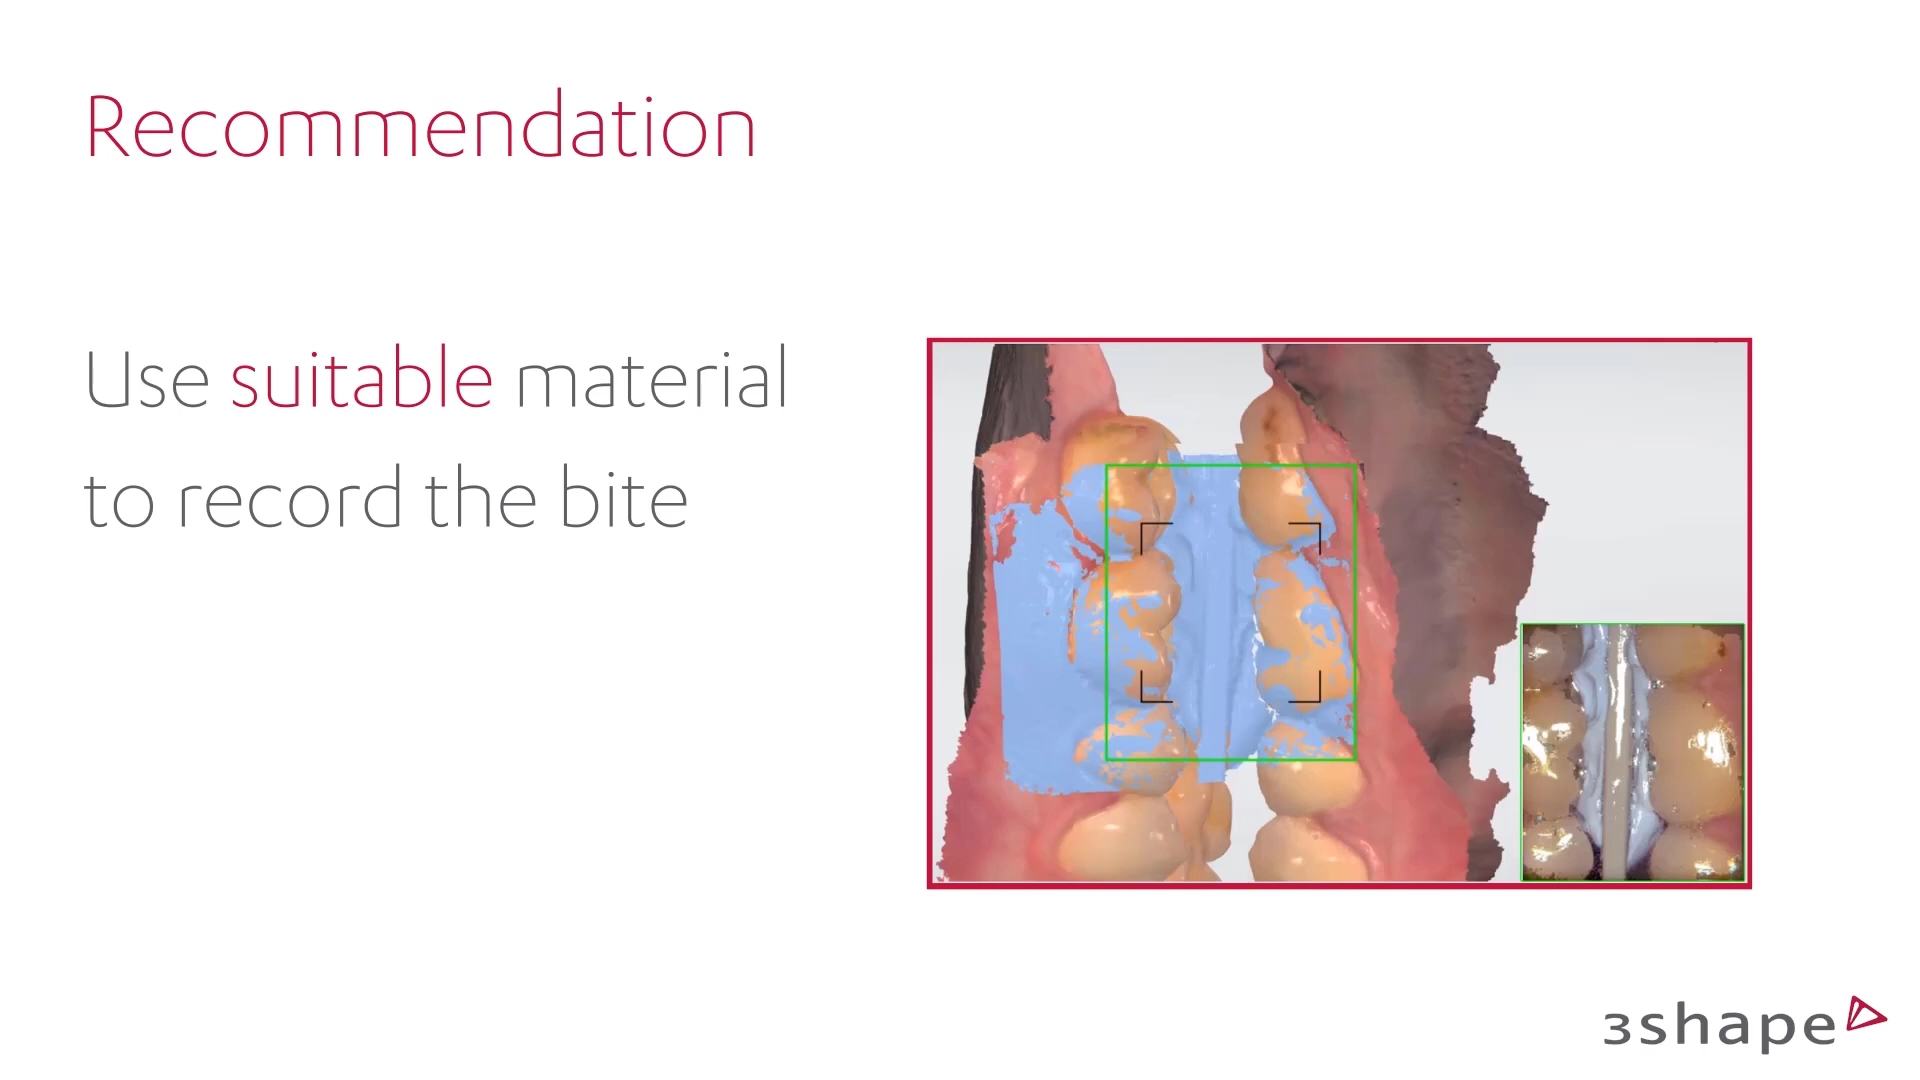 Recommendation
Use suitable material
to record the bite
3shape